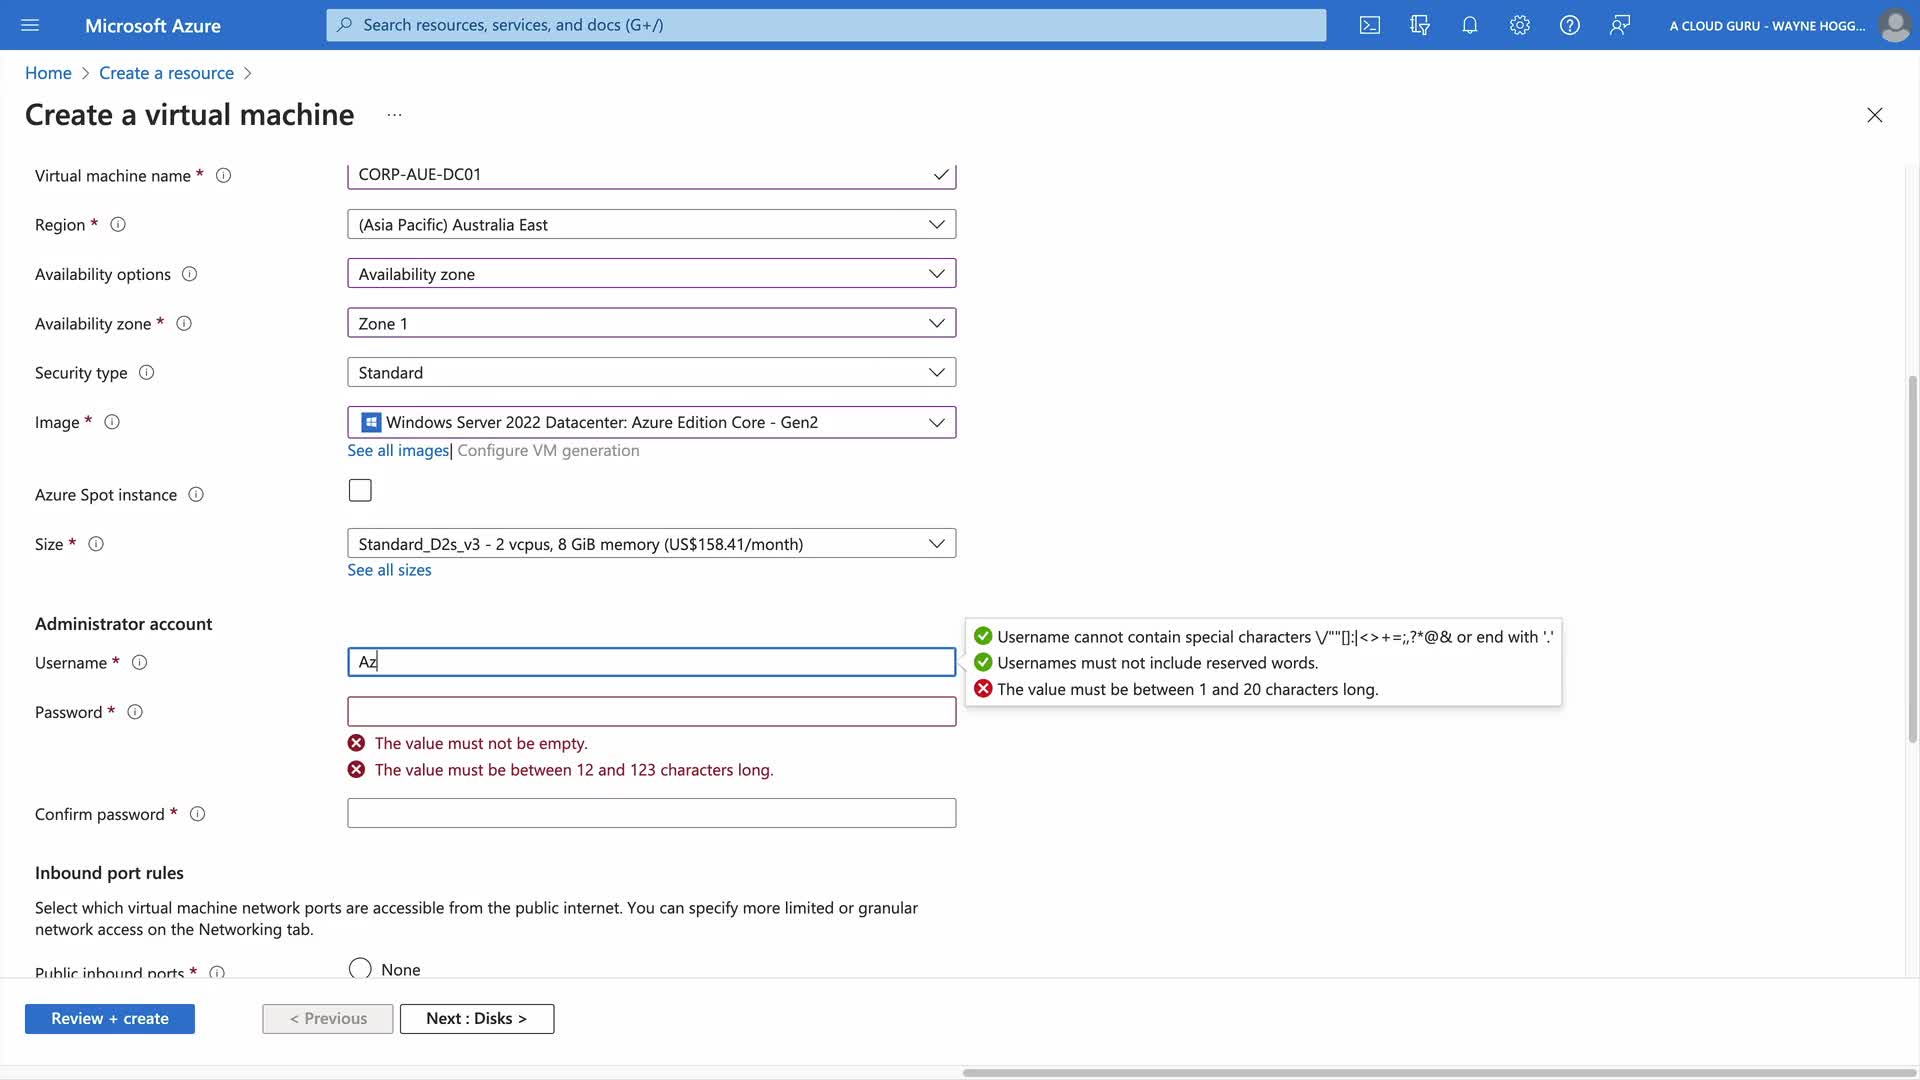 Microsoft Azure
Search resources, services, and docs (G+/)
A CLOUD GURU - WAYNE HOGG...
Home > Create a resource >
Create a virtual machine ...
Virtual machine name *
CORP-AUE-DC01
Region *
(Asia Pacific) Australia East
Availability options
Availability zone
Availability zone *
Zone 1
Security type
Standard
Image *
Windows Server 2022 Datacenter: Azure Edition Core - Gen2
See all images| Configure VM generation
Azure Spot instance
Size *
Standard_D2s_v3 - 2 vcpus, 8 GiB memory (US$158.41/month)
See all sizes
Administrator account
Username cannot contain special characters \/""[]:|<>+=;,?*@& or end with '.'
Username *
Az
Usernames must not include reserved words.
The value must be between 1 and 20 characters long.
Password *
The value must not be empty.
The value must be between 12 and 123 characters long.
Confirm password *
Inbound port rules
Select which virtual machine network ports are accessible from the public internet. You can specify more limited or granular
network access on the Networking tab.
Public inbound ports *
None
Review + create
< Previous
Next : Disks >